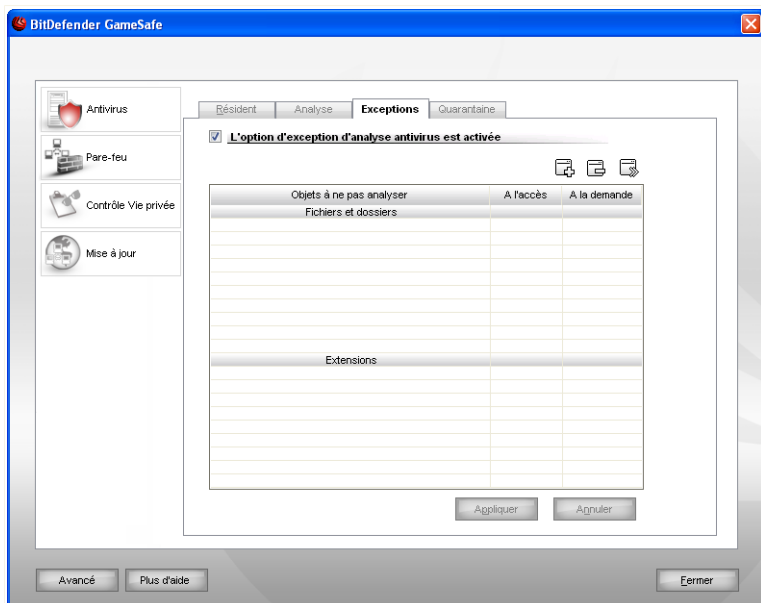 BitDefender GameSafe
Antivirus
Pare-feu
Contrôle Vie privée
Mise à jour
Résident Analyse Exceptions Quarantaine
L'option d'exception d'analyse antivirus est activée
Objets à ne pas analyser A l'accès A la demande
Fichiers et dossiers
Extensions
Appliquer Annuler
Avancé Plus d'aide Fermer